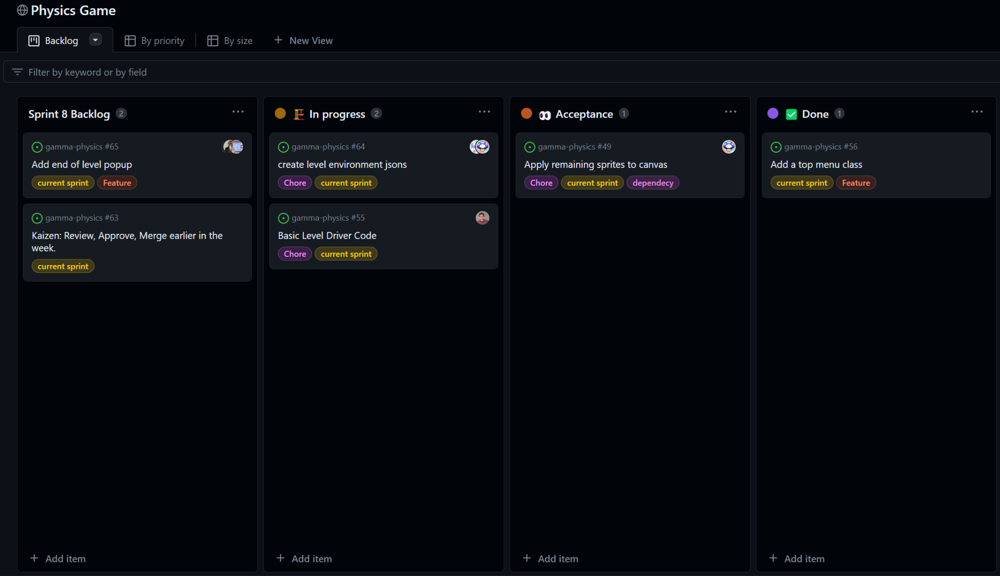 Physics Game
Backlog
By priority
By size
New View
Filter by keyword or by field
Sprint 8 Backlog 2
gamma-physics #65
Add end of level popup
current sprint Feature
gamma-physics #63
Kaizen: Review, Approve, Merge earlier in the
week.
current sprint
Add item
In progress 2
gamma-physics #64
create level environment jsons
Chore current sprint
gamma-physics #55
Basic Level Driver Code
Chore current sprint
Add item
Acceptance 1
gamma-physics #49
Apply remaining sprites to canvas
Chore current sprint dependecy
Add item
Done 1
gamma-physics #56
Add a top menu class
current sprint Feature
Add item